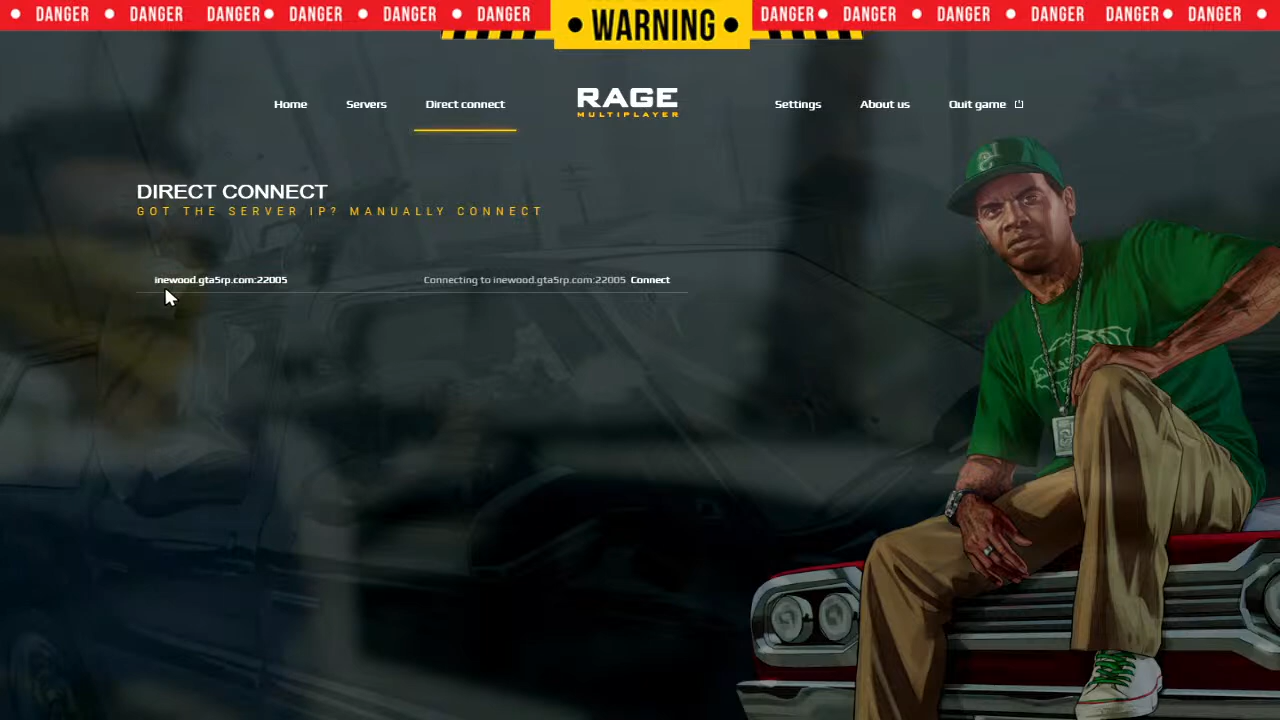 DANGER DANGER DANGER DANGER DANGER DANGER WARNING DANGER DANGER DANGER DANGER DANGER DANGER
Home Servers Direct connect RAGE MULTIPLAYER Settings About us Quit game
DIRECT CONNECT
GOT THE SERVER IP? MANUALLY CONNECT
inewood.gta5rp.com:22005 Connecting to inewood.gta5rp.com:22005 Connect